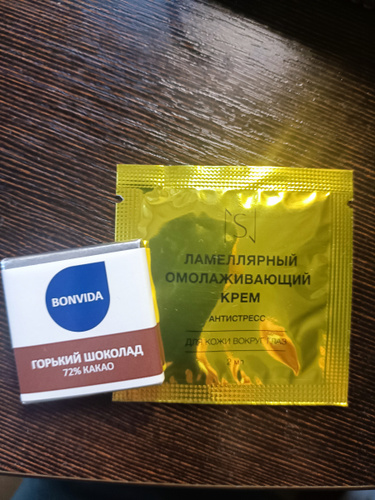 BONVIDA
ГОРЬКИЙ ШОКОЛАД
72% КАКАО
ЛАМЕЛЛЯРНЫЙ
ОМОЛАЖИВАЮЩИЙ
КРЕМ
АНТИСТРЕСС
ДЛЯ КОЖИ ВОКРУГ ГЛАЗ